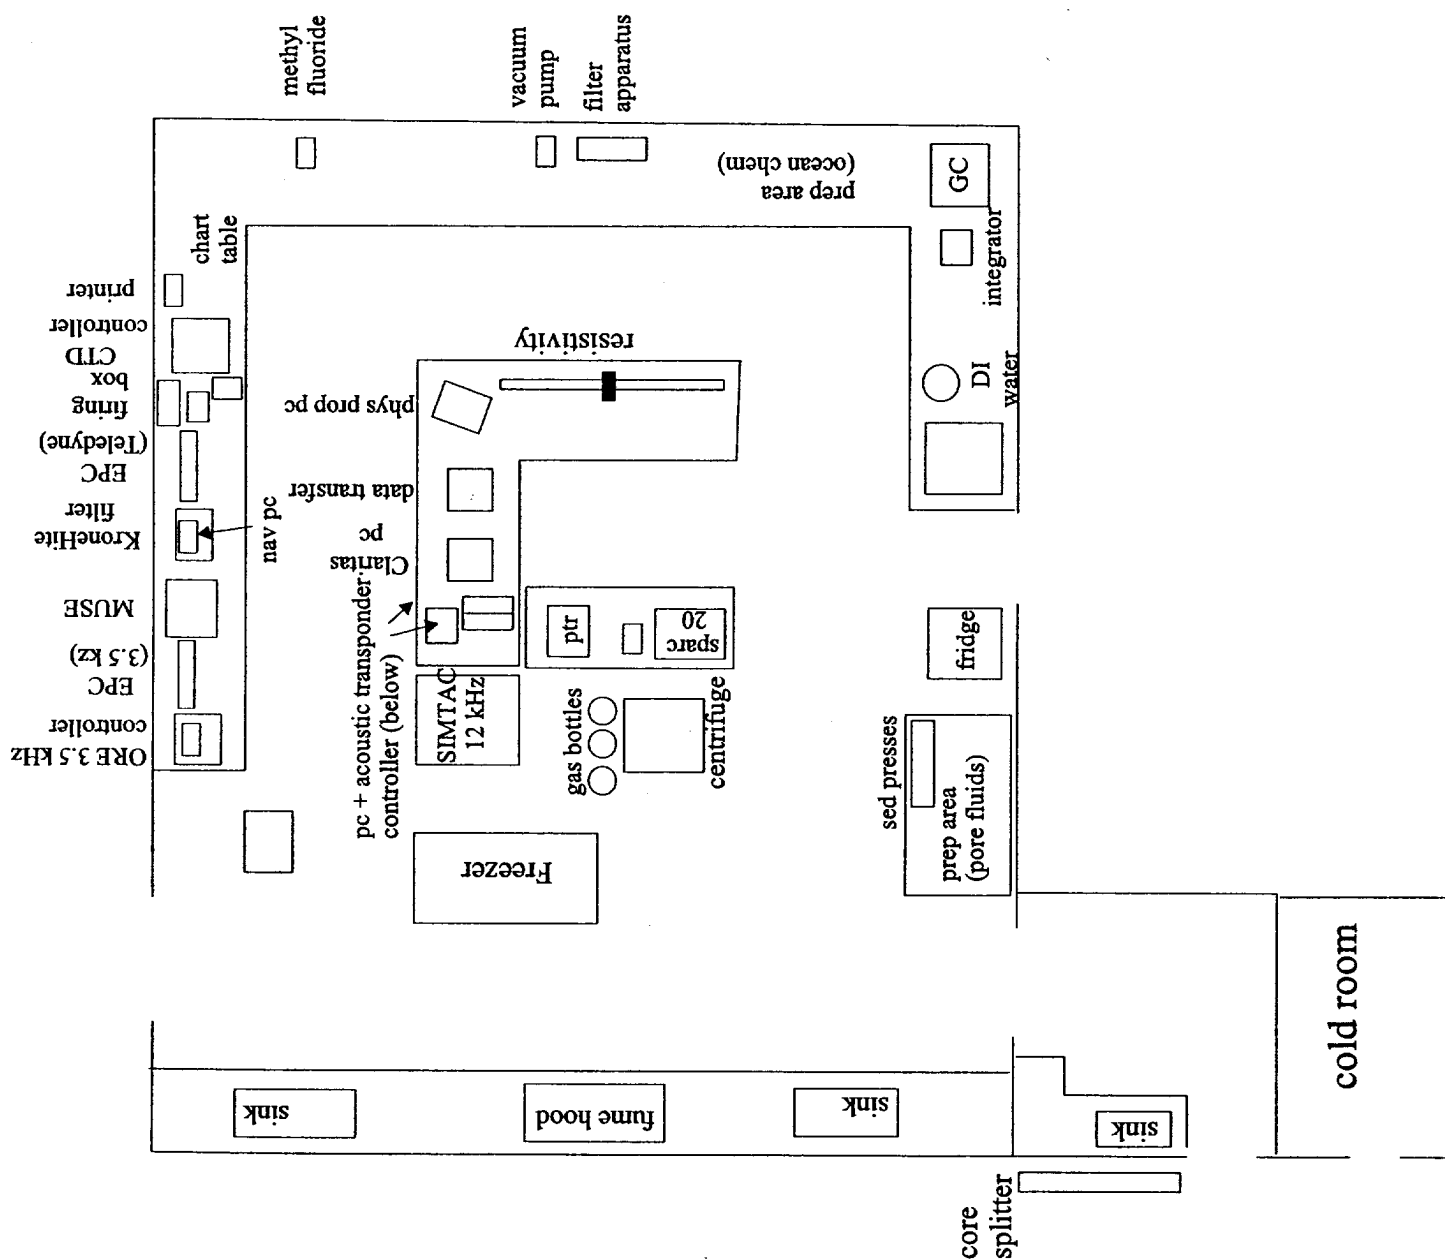 methyl
fluoride
vacuum
pump
filter
apparatus
prep area
(ocean chem)
GC
integrator
DI
water
chart
table
printer
CTD
controller
firing
box
EPC
(Teledyne)
KroneHite
filter
nav pc
MUSE
EPC
(3.5 kz)
ORE 3.5 kHz
controller
resistivity
phys prop pc
data transfer
Claritas
pc
pc + acoustic transponder
controller (below)
SIMTAC
12 kHz
ptr
sparc
20
gas bottles
centrifuge
fridge
sed presses
prep area
(pore fluids)
Freezer
cold room
sink
fume hood
sink
sink
core
splitter